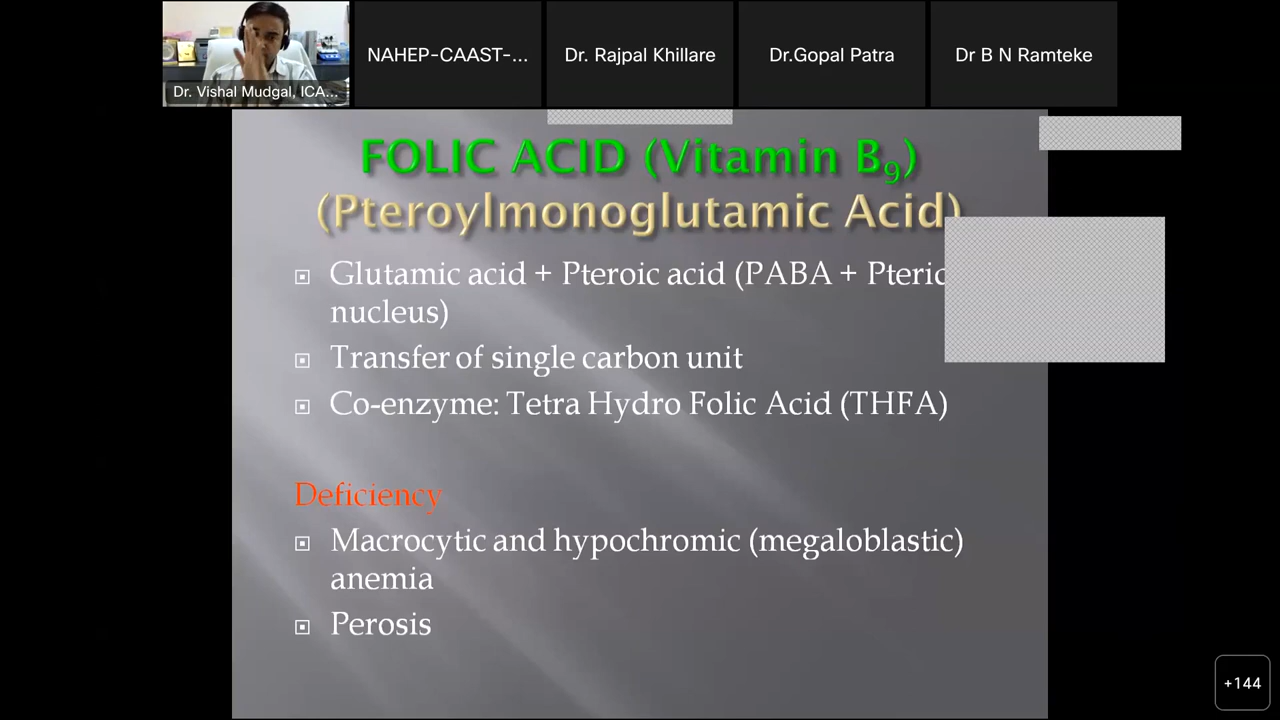 Dr. Vishal Mudgal, ICA...
NAHEP-CAAST-...
Dr. Rajpal Khillare
Dr.Gopal Patra
Dr B N Ramteke
FOLIC ACID (Vitamin B₉)
(Pteroylmonoglutamic Acid)
Glutamic acid + Pteroic acid (PABA +
nucleus)
Transfer of single carbon unit
Co-enzyme: Tetra Hydro Folic Acid (THFA)
Deficiency
Macrocytic and hypochromic (megaloblastic)
anemia
Perosis
+144